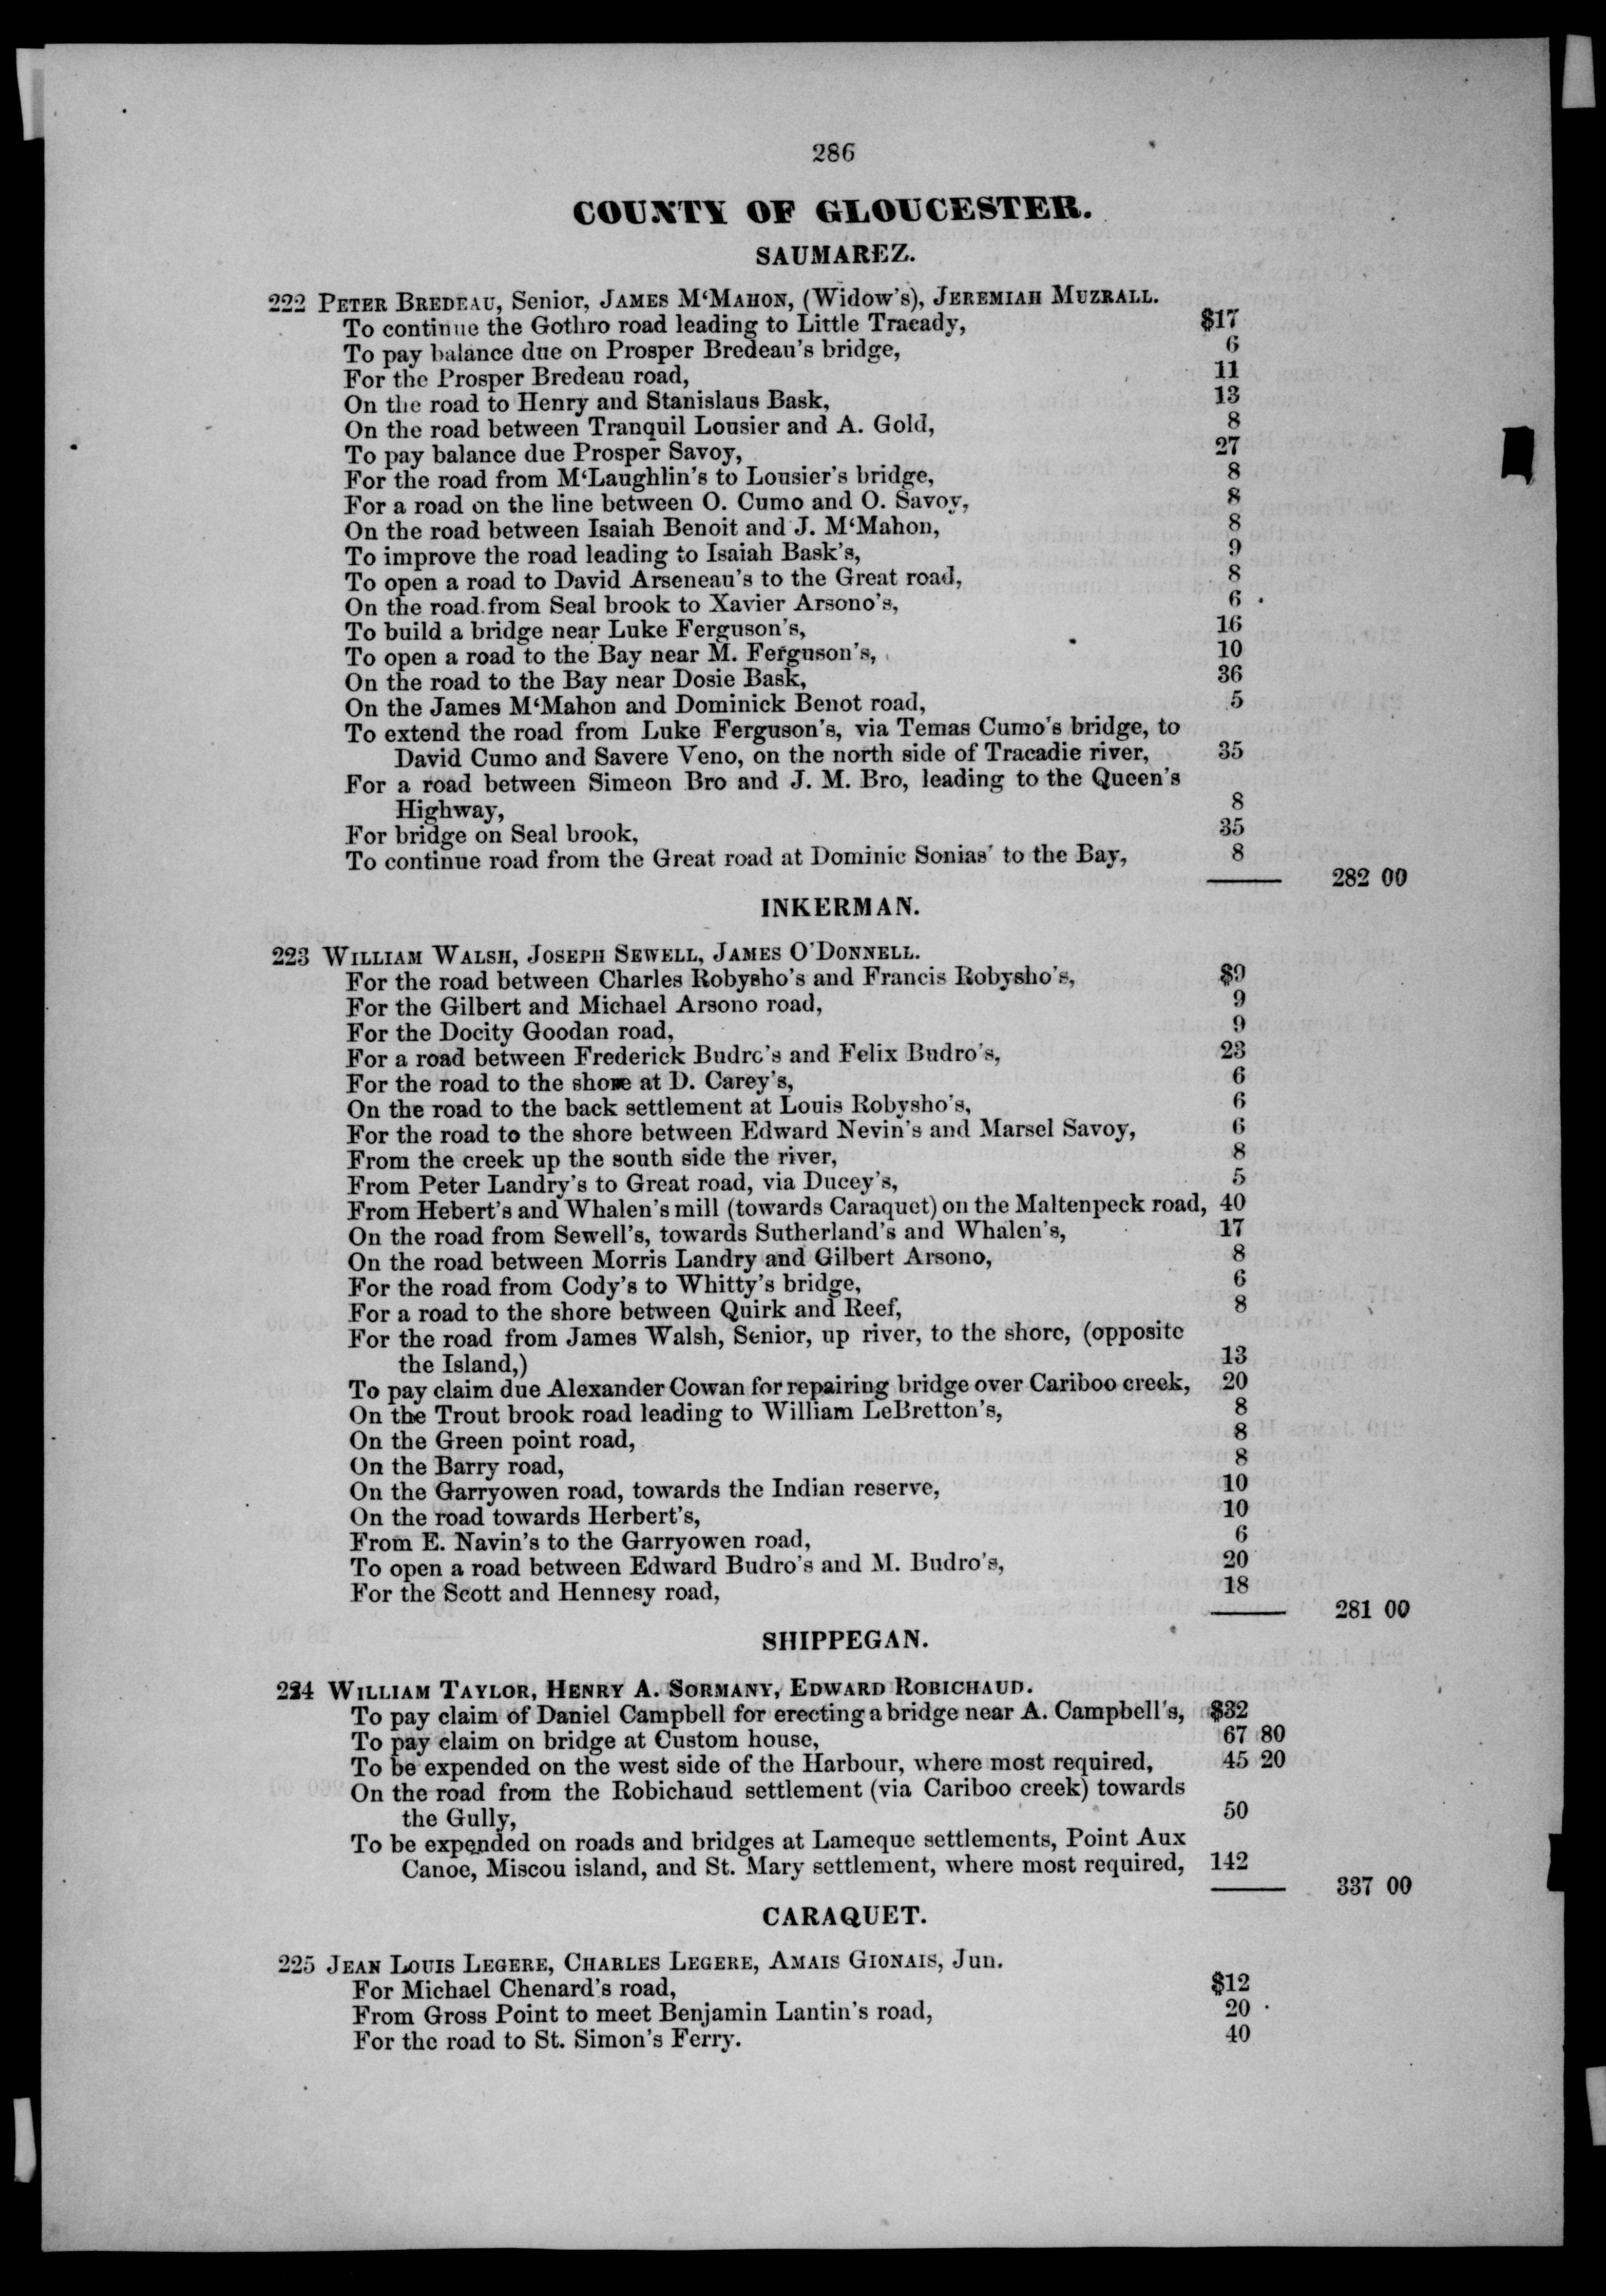 286
COUNTY OF GLOUCESTER.
SAUMAREZ.
222 PETER BREDEAU, Senior, JAMES M‘MAHON, (Widow's), JEREMIAH MUZRALL.
To continue the Gothro road leading to Little Tracady, $17
To pay balance due on Prosper Bredeau's bridge, 6
For the Prosper Bredeau road, 11
On the road to Henry and Stanislaus Bask, 13
On the road between Tranquil Lousier and A. Gold, 8
To pay balance due Prosper Savoy, 27
For the road from M‘Laughlin's to Lousier's bridge, 8
For a road on the line between O. Cumo and O. Savoy, 8
On the road between Isaiah Benoit and J. M‘Mahon, 8
To improve the road leading to Isaiah Bask's, 9
To open a road to David Arseneau's to the Great road, 8
On the road from Seal brook to Xavier Arsono's, 6
To build a bridge near Luke Ferguson's, 16
To open a road to the Bay near M. Ferguson's, 10
On the road to the Bay near Dosie Bask, 36
On the James M‘Mahon and Dominick Benot road, 5
To extend the road from Luke Ferguson's, via Temas Cumo's bridge, to
David Cumo and Savere Veno, on the north side of Tracadie river, 35
For a road between Simeon Bro and J. M. Bro, leading to the Queen's
Highway, 8
For bridge on Seal brook, 35
To continue road from the Great road at Dominic Sonias' to the Bay, 8
282 00
INKERMAN.
223 WILLIAM WALSH, JOSEPH SEWELL, JAMES O'DONNELL.
For the road between Charles Robysho's and Francis Robysho's, $9
For the Gilbert and Michael Arsono road, 9
For the Docity Goodan road, 9
For a road between Frederick Budro's and Felix Budro's, 23
For the road to the shore at D. Carey's, 6
On the road to the back settlement at Louis Robysho's, 6
For the road to the shore between Edward Nevin's and Marsel Savoy, 6
From the creek up the south side the river, 8
From Peter Landry's to Great road, via Ducey's, 5
From Hebert's and Whalen's mill (towards Caraquet) on the Maltenpeck road, 40
On the road from Sewell's, towards Sutherland's and Whalen's, 17
On the road between Morris Landry and Gilbert Arsono, 8
For the road from Cody's to Whitty's bridge, 6
For a road to the shore between Quirk and Reef, 8
For the road from James Walsh, Senior, up river, to the shore, (opposite
the Island,) 13
To pay claim due Alexander Cowan for repairing bridge over Cariboo creek, 20
On the Trout brook road leading to William LeBretton's, 8
On the Green point road, 8
On the Barry road, 8
On the Garryowen road, towards the Indian reserve, 10
On the road towards Herbert's, 10
From E. Navin's to the Garryowen road, 6
To open a road between Edward Budro's and M. Budro's, 20
For the Scott and Hennesy road, 18
281 00
SHIPPEGAN.
224 WILLIAM TAYLOR, HENRY A. SORMANY, EDWARD ROBICHAUD.
To pay claim of Daniel Campbell for erecting a bridge near A. Campbell's, $32
To pay claim on bridge at Custom house, 67 80
To be expended on the west side of the Harbour, where most required, 45 20
On the road from the Robichaud settlement (via Cariboo creek) towards
the Gully, 50
To be expended on roads and bridges at Lameque settlements, Point Aux
Canoe, Miscou island, and St. Mary settlement, where most required, 142
337 00
CARAQUET.
225 JEAN LOUIS LEGERE, CHARLES LEGERE, AMAIS GIONAIS, Jun.
For Michael Chenard's road, $12
From Gross Point to meet Benjamin Lantin's road, 20
For the road to St. Simon's Ferry. 40